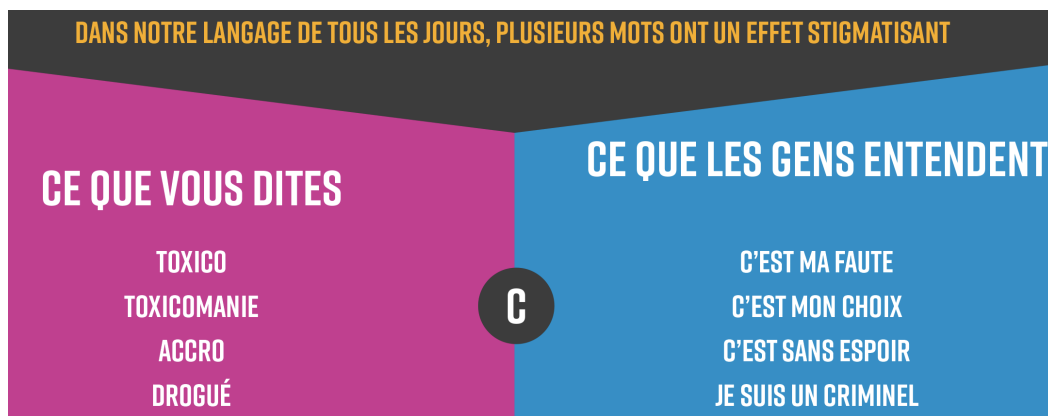 DANS NOTRE LANGAGE DE TOUS LES JOURS, PLUSIEURS MOTS ONT UN EFFET STIGMATISANT
CE QUE VOUS DITES
TOXICO
TOXICOMANIE
ACCRO
DROGUÉ
C
CE QUE LES GENS ENTENDENT
C'EST MA FAUTE
C'EST MON CHOIX
C'EST SANS ESPOIR
JE SUIS UN CRIMINEL